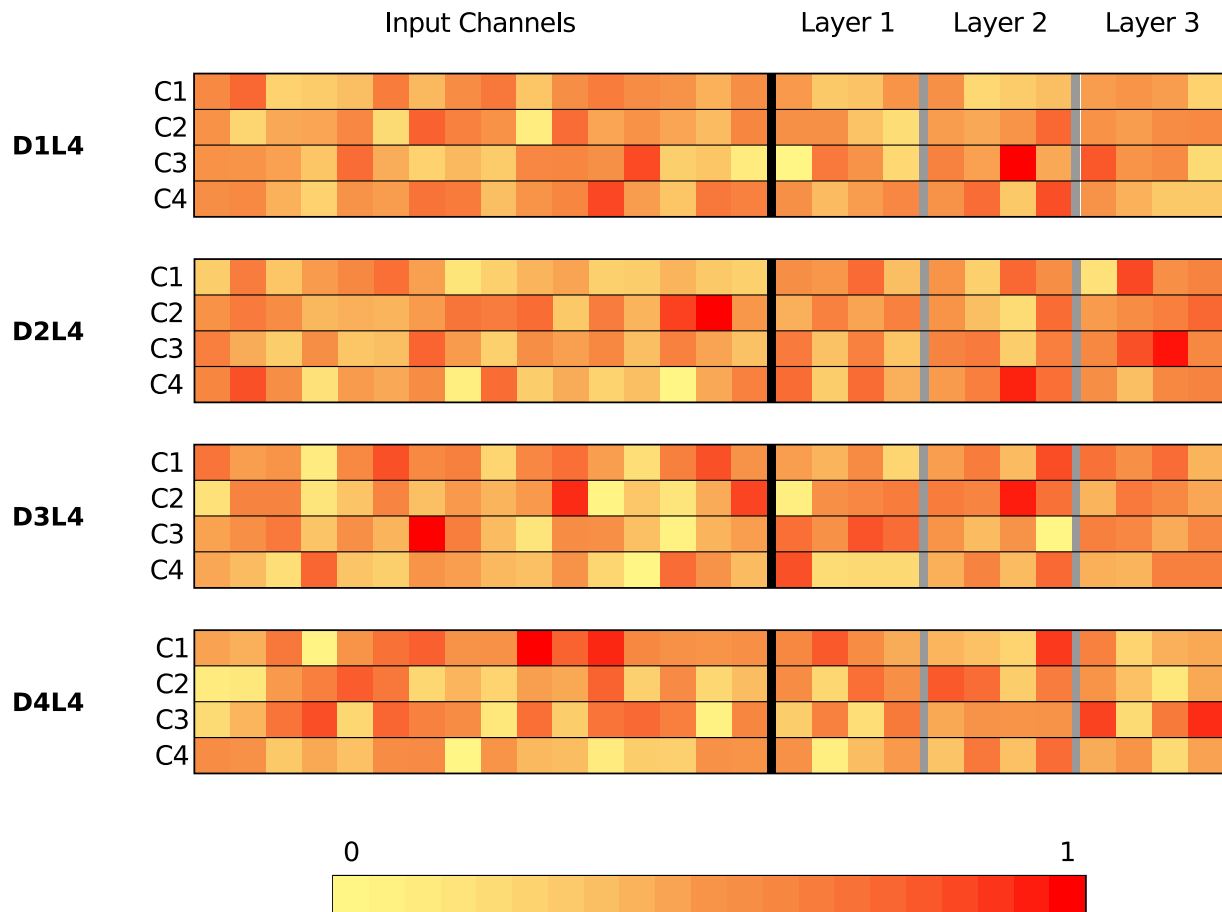 Input Channels Layer 1 Layer 2 Layer 3
C1
D1L4 C2
C3
C4
C1
D2L4 C2
C3
C4
C1
D3L4 C2
C3
C4
C1
D4L4 C2
C3
C4
0 1